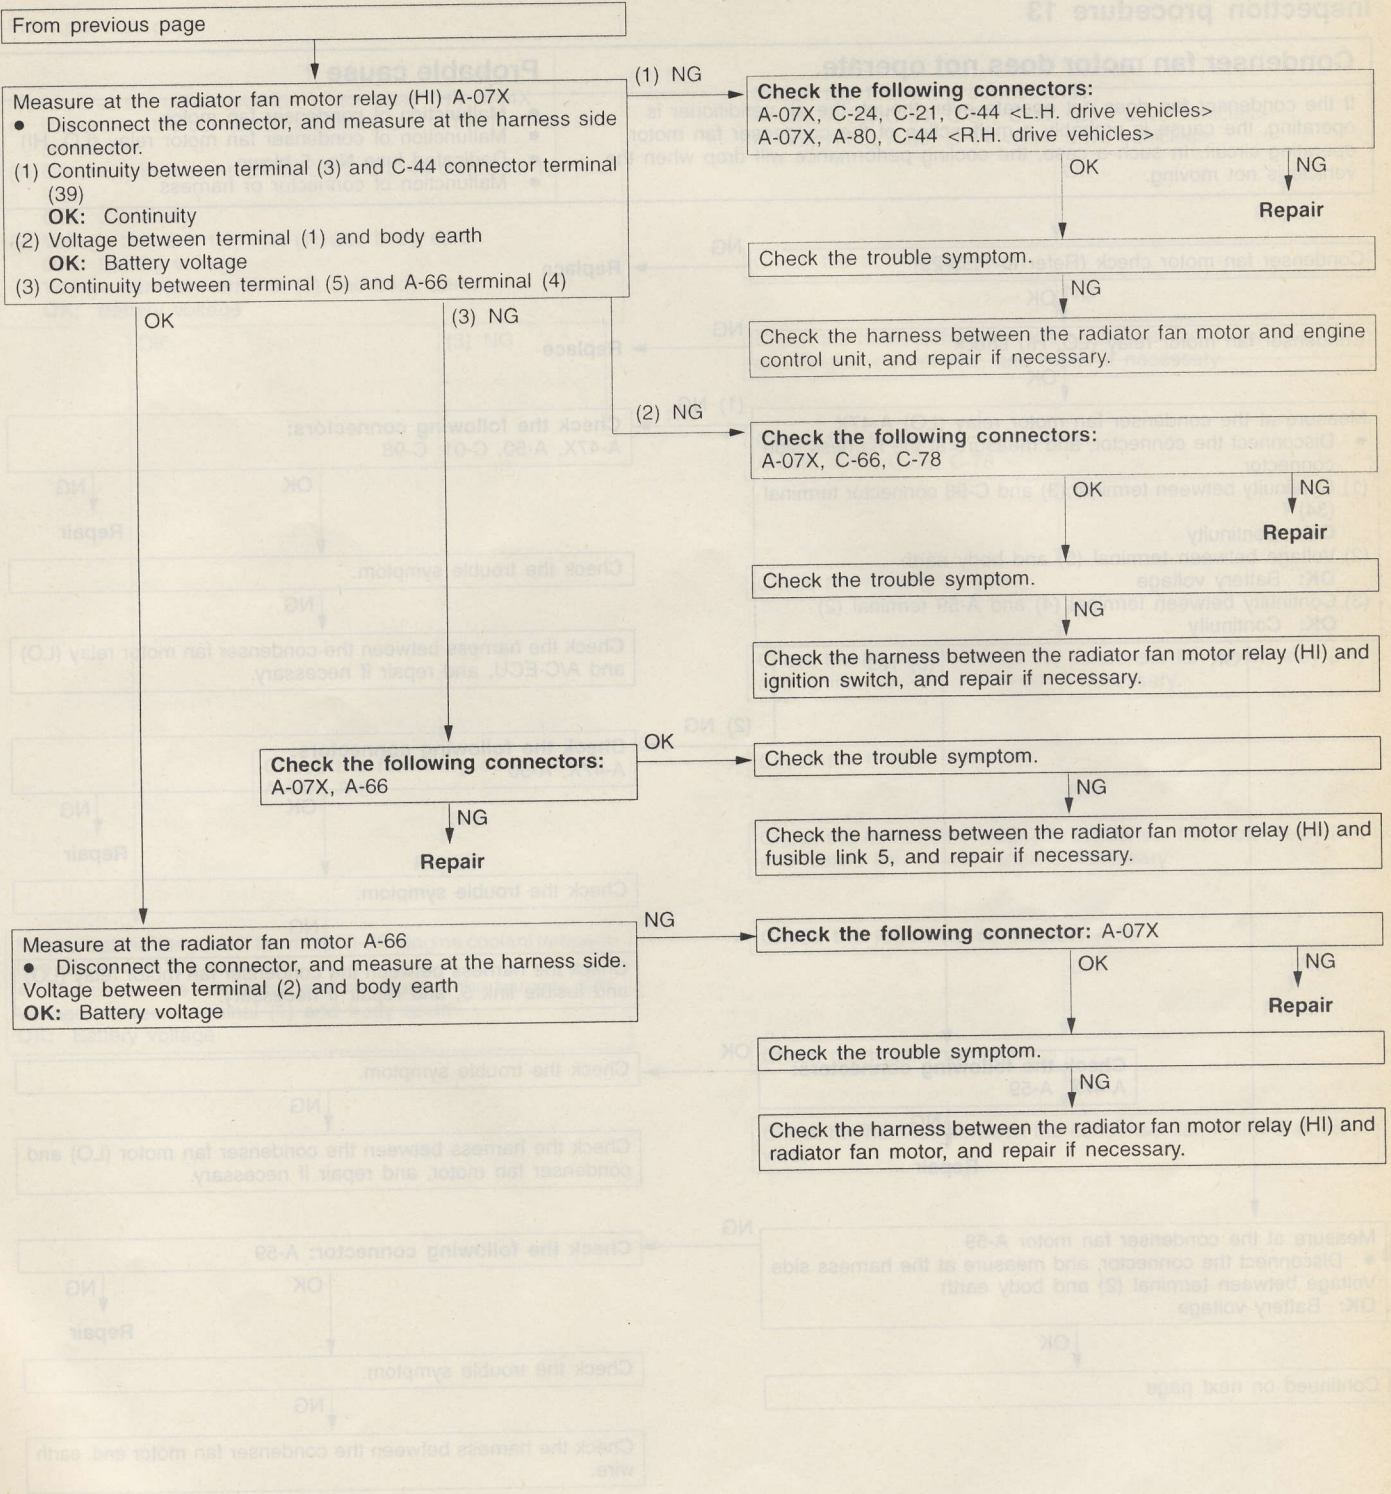 From previous page
Measure at the radiator fan motor relay (HI) A-07X
● Disconnect the connector, and measure at the harness side
connector.
(1) Continuity between terminal (3) and C-44 connector terminal
(39)
OK: Continuity
(2) Voltage between terminal (1) and body earth
OK: Battery voltage
(3) Continuity between terminal (5) and A-66 terminal (4)
(1) NG
Check the following connectors:
A-07X, C-24, C-21, C-44 <L.H. drive vehicles>
A-07X, A-80, C-44 <R.H. drive vehicles>
OK
NG
Repair
Check the trouble symptom.
NG
Check the harness between the radiator fan motor and engine
control unit, and repair if necessary.
OK
(3) NG
(2) NG
Check the following connectors:
A-07X, C-66, C-78
OK
NG
Repair
Check the trouble symptom.
NG
Check the harness between the radiator fan motor relay (HI) and
ignition switch, and repair if necessary.
Check the following connectors:
A-07X, A-66
OK
NG
Repair
Check the trouble symptom.
NG
Check the harness between the radiator fan motor relay (HI) and
fusible link 5, and repair if necessary.
Measure at the radiator fan motor A-66
● Disconnect the connector, and measure at the harness side.
Voltage between terminal (2) and body earth
OK: Battery voltage
NG
Check the following connector: A-07X
OK
NG
Repair
Check the trouble symptom.
NG
Check the harness between the radiator fan motor relay (HI) and
radiator fan motor, and repair if necessary.